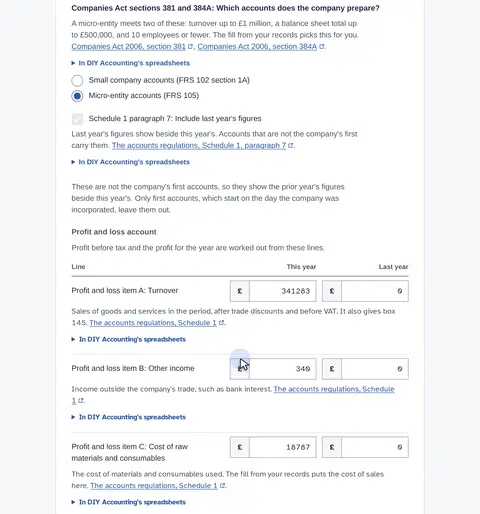 Companies Act sections 381 and 384A: Which accounts does the company prepare?
A micro-entity meets two of these: turnover up to £1 million, a balance sheet total up
to £500,000, and 10 employees or fewer. The fill from your records picks this for you.
Companies Act 2006, section 381, Companies Act 2006, section 384A.
In DIY Accounting's spreadsheets
Small company accounts (FRS 102 section 1A)
Micro-entity accounts (FRS 105)
Schedule 1 paragraph 7: Include last year's figures
Last year's figures show beside this year's. Accounts that are not the company's first
carry them. The accounts regulations, Schedule 1, paragraph 7.
In DIY Accounting's spreadsheets
These are not the company's first accounts, so they show the prior year's figures
beside this year's. Only first accounts, which start on the day the company was
incorporated, leave them out.
Profit and loss account
Profit before tax and the profit for the year are worked out from these lines.
Line This year Last year
Profit and loss item A: Turnover £ 341283 £ 0
Sales of goods and services in the period, after trade discounts and before VAT. It also gives box
145. The accounts regulations, Schedule 1.
In DIY Accounting's spreadsheets
Profit and loss item B: Other income £ 340 £ 0
Income outside the company's trade, such as bank interest. The accounts regulations, Schedule
1.
In DIY Accounting's spreadsheets
Profit and loss item C: Cost of raw
materials and consumables £ 18787 £ 0
The cost of materials and consumables used. The fill from your records puts the cost of sales
here. The accounts regulations, Schedule 1.
In DIY Accounting's spreadsheets